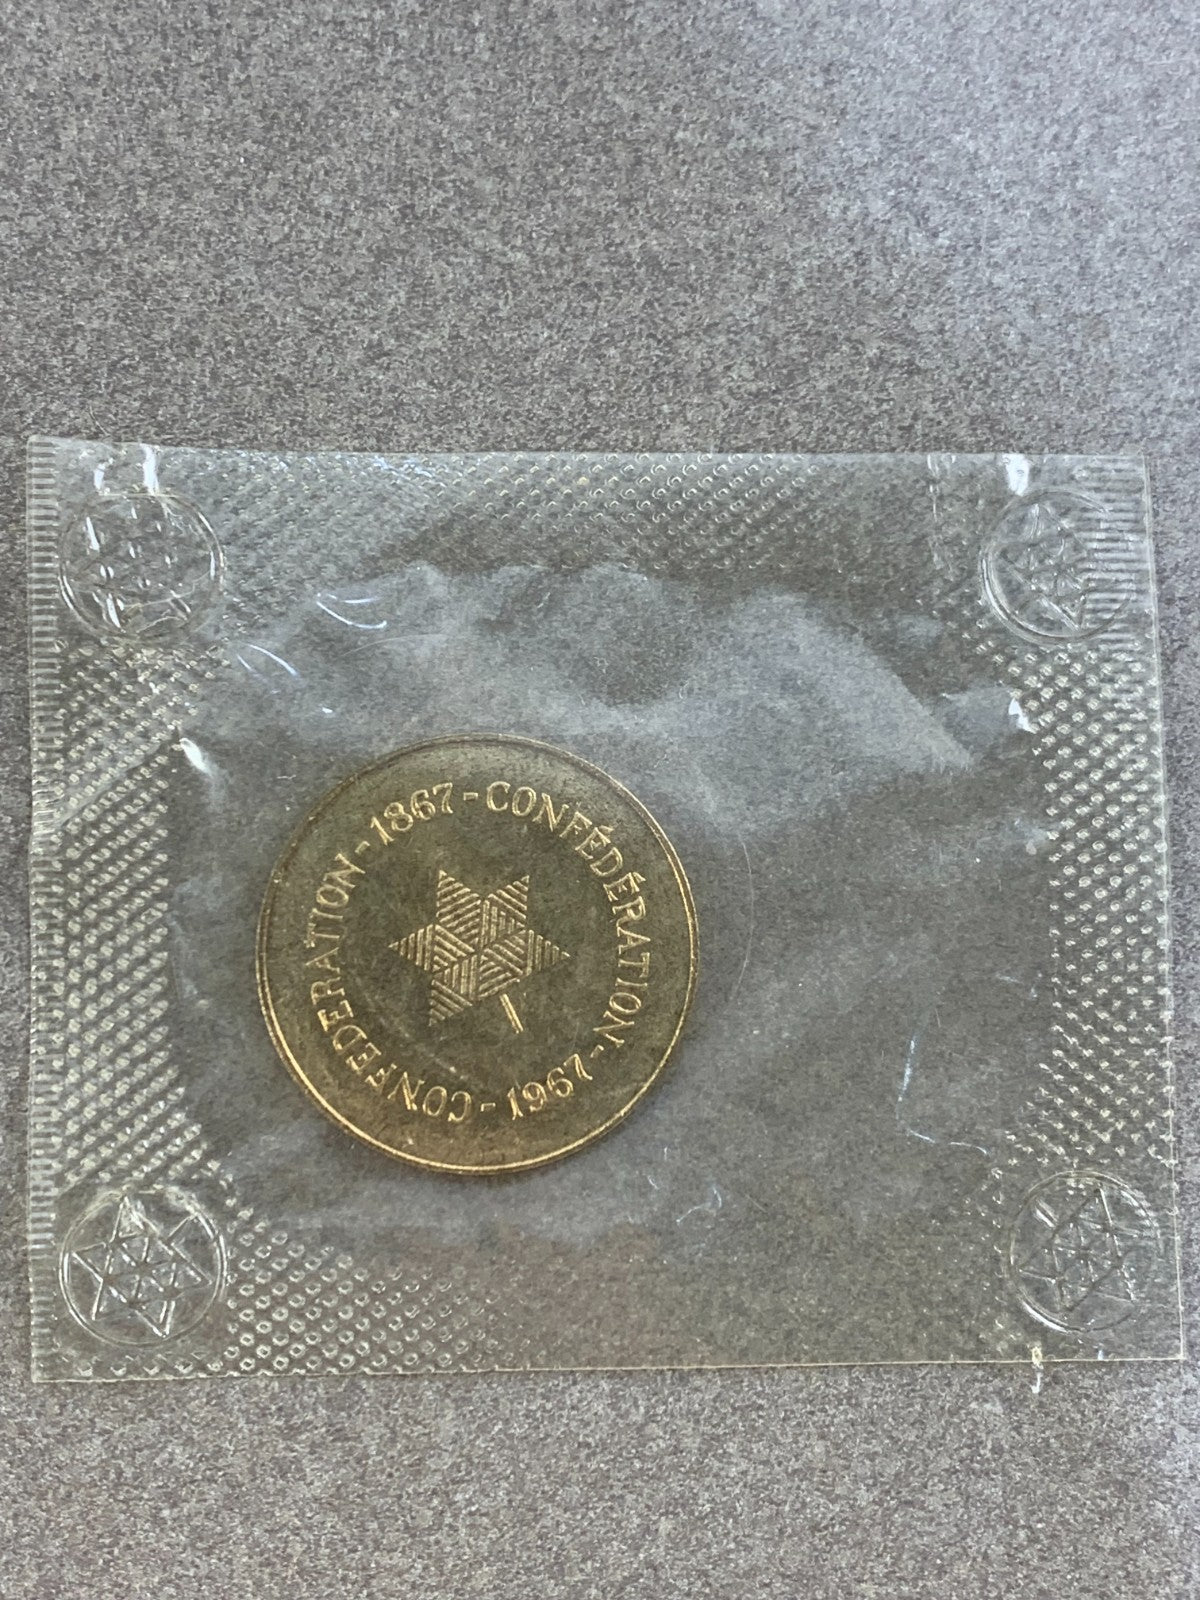 1867 - CONFÉDÉRATION - 1967 - CONFEDERATION -